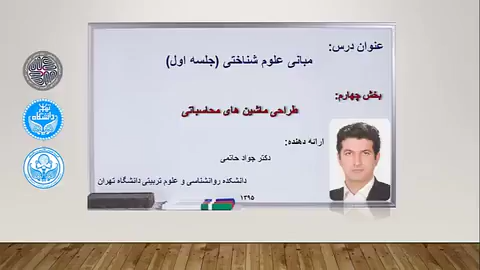 عنوان درس:
مبانی علوم شناختی (جلسه اول)
بخش چهارم:
طراحی ماشین های محاسباتی
ارائه دهنده:
دکتر جواد حاتمی
دانشکده روانشناسی و علوم تربیتی دانشگاه تهران
۱۳۹۵